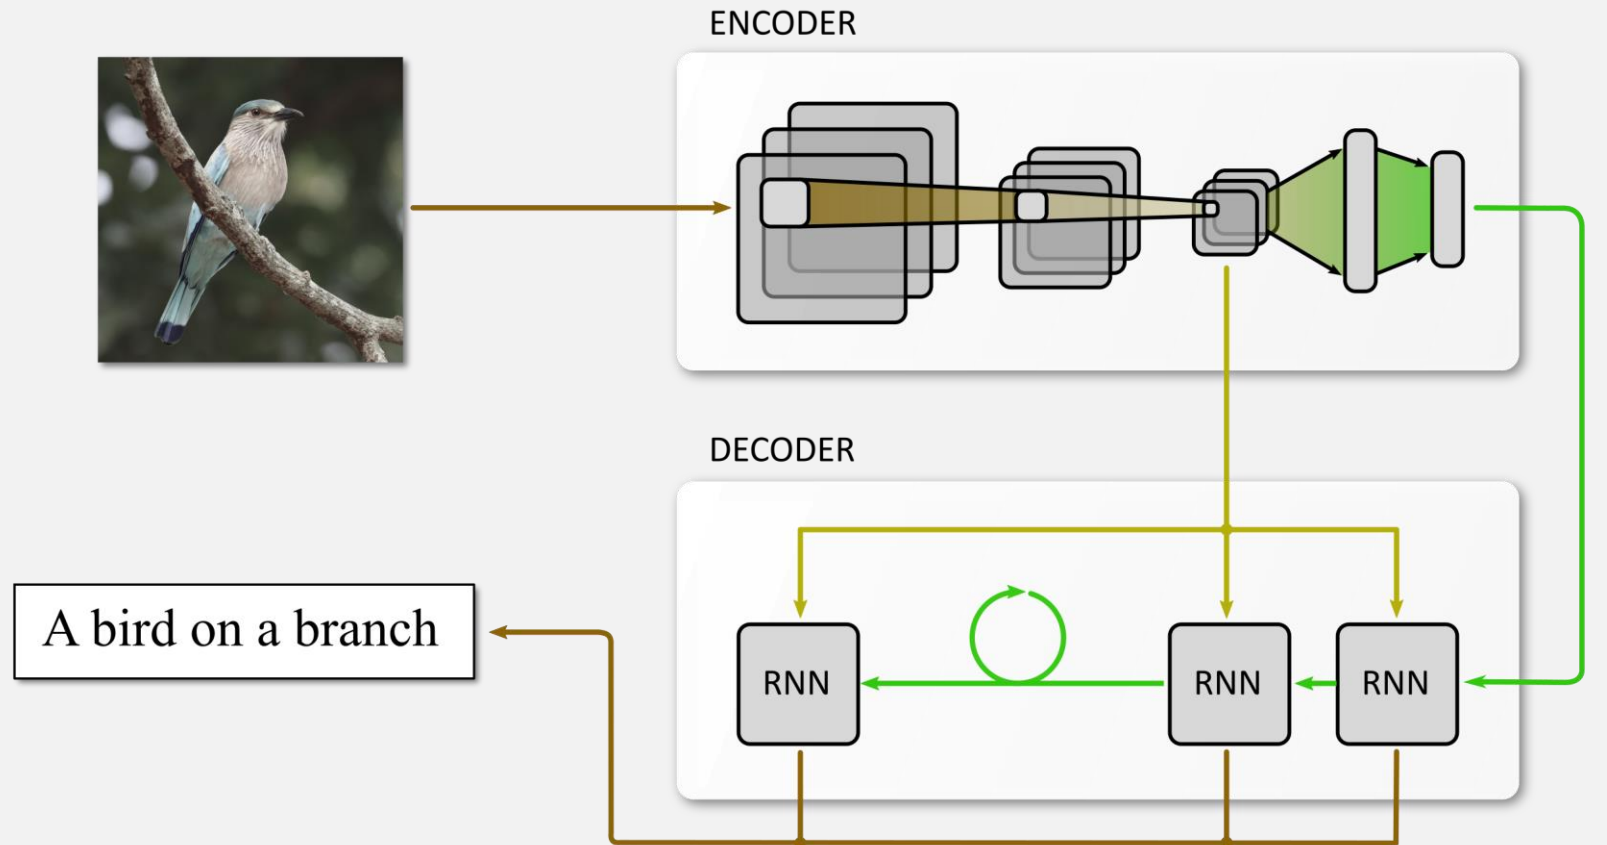 ENCODER
DECODER
A bird on a branch
RNN
RNN
RNN